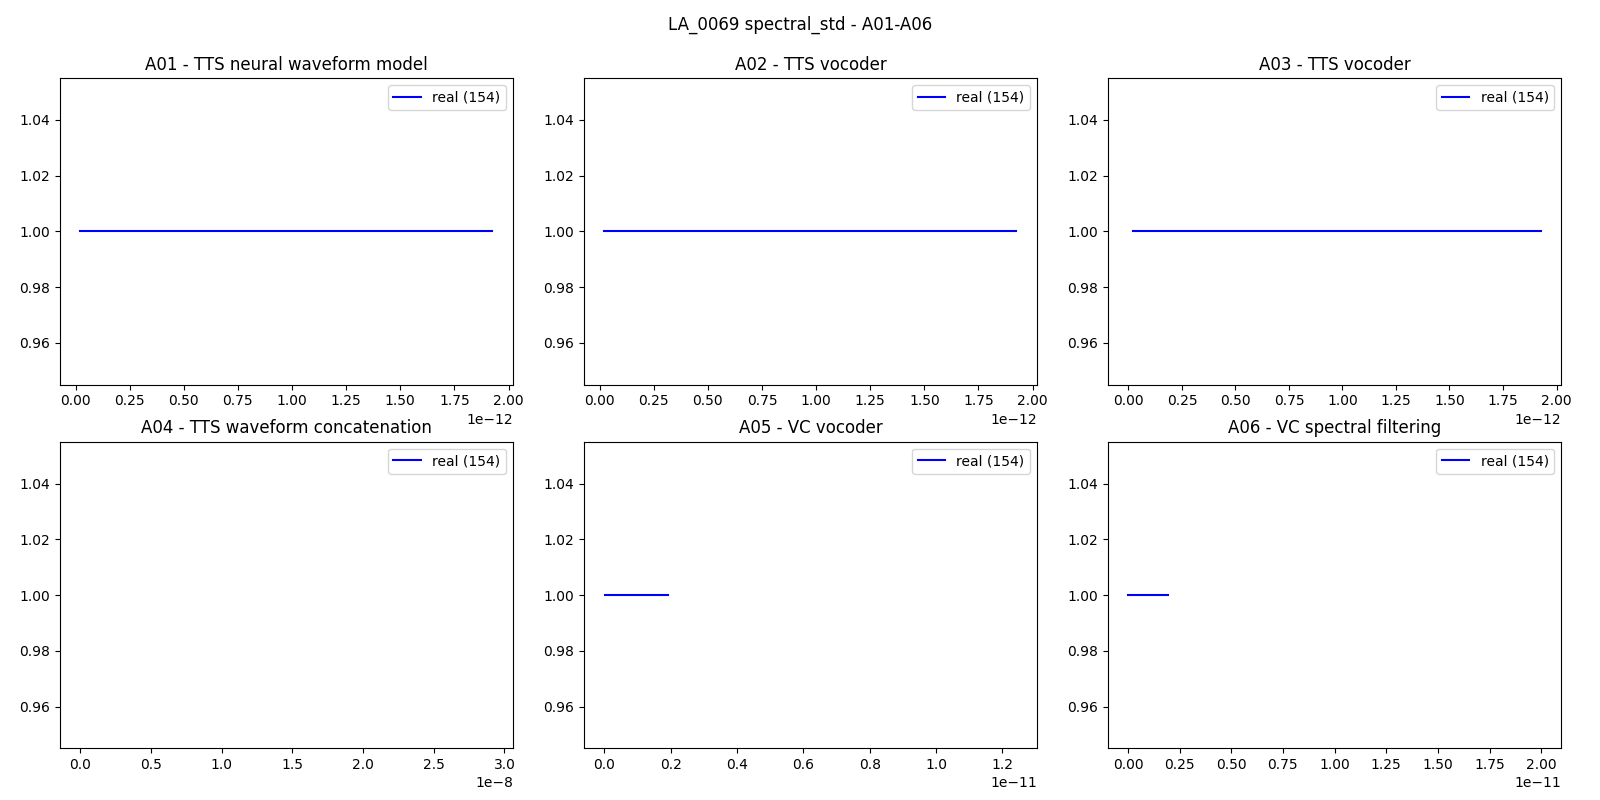 LA_0069 spectral_std - A01-A06
A01 - TTS neural waveform model
A02 - TTS vocoder
A03 - TTS vocoder
real (154)
real (154)
real (154)
1.04
1.02
1.00
0.98
0.96
1.04
1.02
1.00
0.98
0.96
1.04
1.02
1.00
0.98
0.96
0.00 0.25 0.50 0.75 1.00 1.25 1.50 1.75 2.00
1e−12
0.00 0.25 0.50 0.75 1.00 1.25 1.50 1.75 2.00
1e−12
0.00 0.25 0.50 0.75 1.00 1.25 1.50 1.75 2.00
1e−12
A04 - TTS waveform concatenation
A05 - VC vocoder
A06 - VC spectral filtering
real (154)
real (154)
real (154)
1.04
1.02
1.00
0.98
0.96
1.04
1.02
1.00
0.98
0.96
1.04
1.02
1.00
0.98
0.96
0.0 0.5 1.0 1.5 2.0 2.5 3.0
1e−8
0.0 0.2 0.4 0.6 0.8 1.0 1.2
1e−11
0.00 0.25 0.50 0.75 1.00 1.25 1.50 1.75 2.00
1e−11